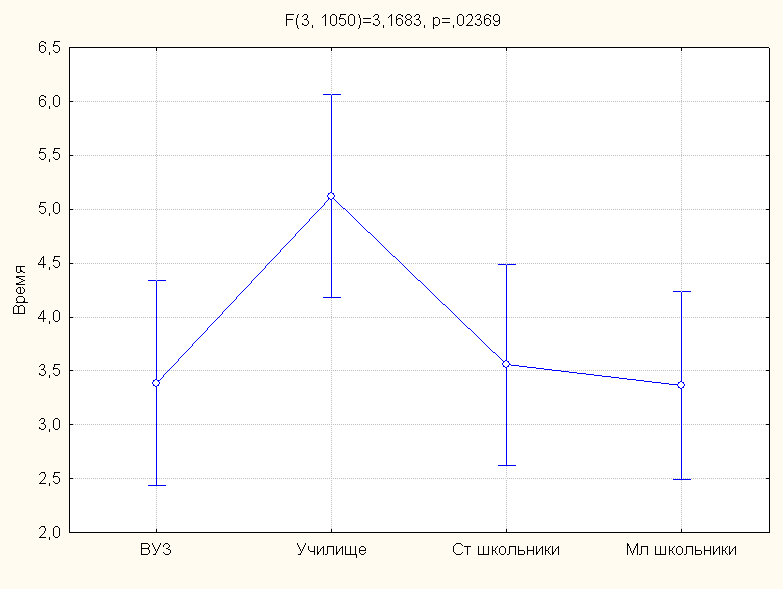 F(3, 1050)=3,1683, p=,02369
6,5
6,0
5,5
5,0
4,5
4,0
3,5
3,0
2,5
2,0
Время
ВУЗ
Училище
Ст школьники
Мл школьники